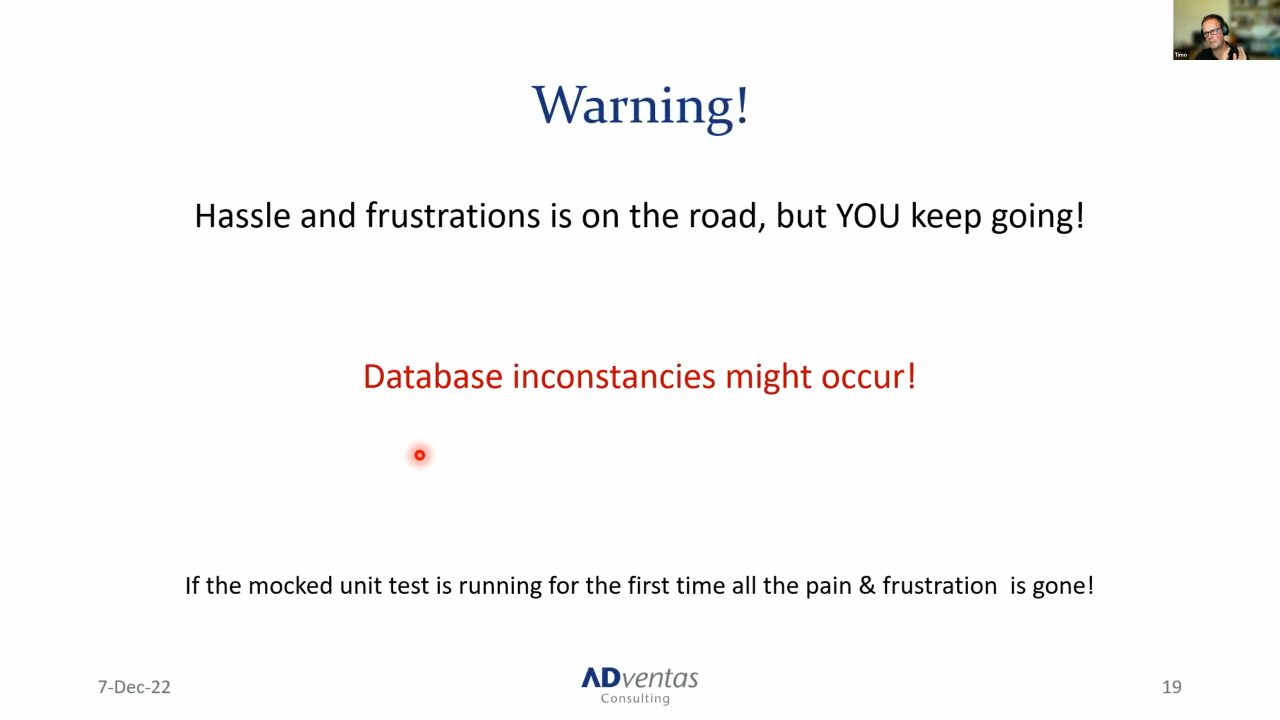 Timo
Warning!
Hassle and frustrations is on the road, but YOU keep going!
Database inconstancies might occur!
If the mocked unit test is running for the first time all the pain & frustration  is gone!
7-Dec-22
ADventas
Consulting
19